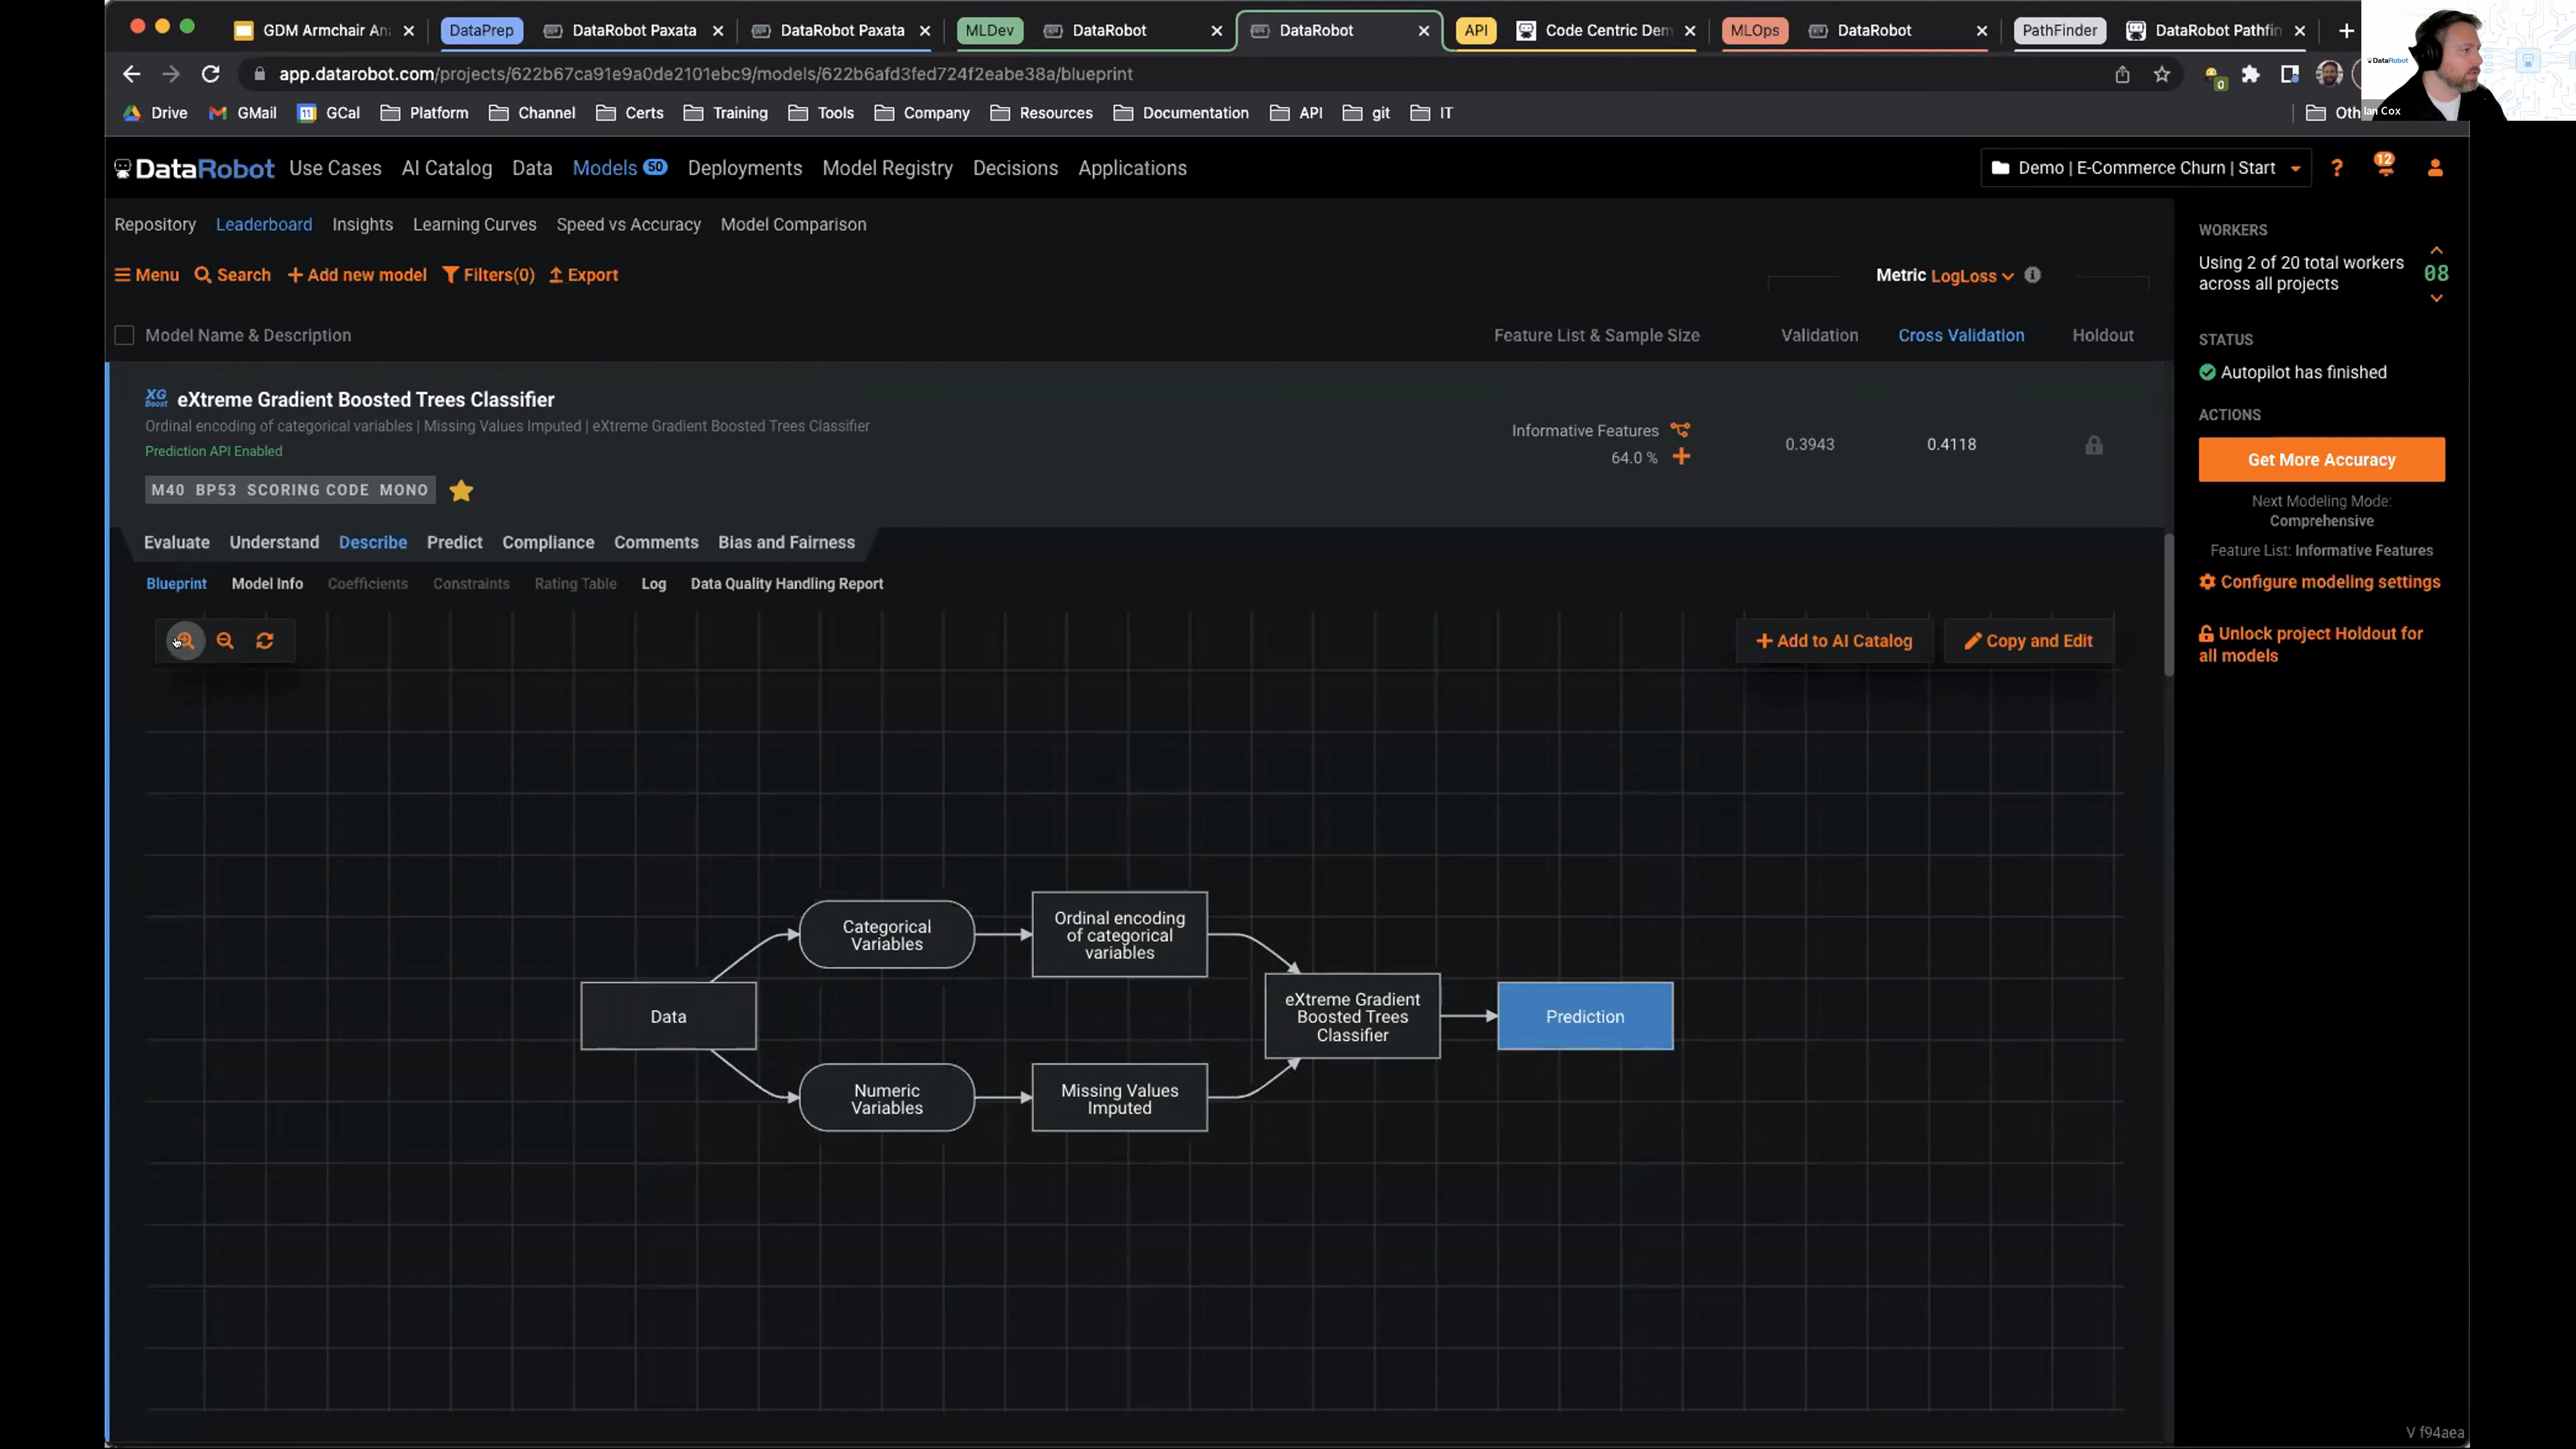 GDM Armchair An
DataPrep
DataRobot Paxata
DataRobot Paxata
MLDev
DataRobot
DataRobot
API
Code Centric Dem
MLOps
DataRobot
PathFinder
DataRobot Pathfin
app.datarobot.com/projects/622b67ca91e9a0de2101ebc9/models/622b6afd3fed724f2eabe38a/blueprint
0
DataRobot
Ian Cox
Drive
11
GMail
GCal
Platform
Channel
Certs
Training
Tools
Company
Resources
Documentation
API
git
IT
Oth
DataRobot
Use Cases
AI Catalog
Data
Models 50
Deployments
Model Registry
Decisions
Applications
Demo | E-Commerce Churn | Start
?
12
Repository
Leaderboard
Insights
Learning Curves
Speed vs Accuracy
Model Comparison
Menu
Search
+ Add new model
Filters(0)
Export
Metric LogLoss
Model Name & Description
Feature List & Sample Size
Validation
Cross Validation
Holdout
XG
Boost
eXtreme Gradient Boosted Trees Classifier
Ordinal encoding of categorical variables | Missing Values Imputed | eXtreme Gradient Boosted Trees Classifier
Prediction API Enabled
M40 BP53 SCORING CODE MONO
Informative Features
64.0 %
0.3943
0.4118
Evaluate
Understand
Describe
Predict
Compliance
Comments
Bias and Fairness
Blueprint
Model Info
Coefficients
Constraints
Rating Table
Log
Data Quality Handling Report
+ Add to AI Catalog
Copy and Edit
Data
Categorical
Variables
Ordinal encoding
of categorical
variables
Numeric
Variables
Missing Values
Imputed
eXtreme Gradient
Boosted Trees
Classifier
Prediction
WORKERS
Using 2 of 20 total workers
across all projects
08
STATUS
Autopilot has finished
ACTIONS
Get More Accuracy
Next Modeling Mode:
Comprehensive
Feature List: Informative Features
Configure modeling settings
Unlock project Holdout for
all models
V f94aea